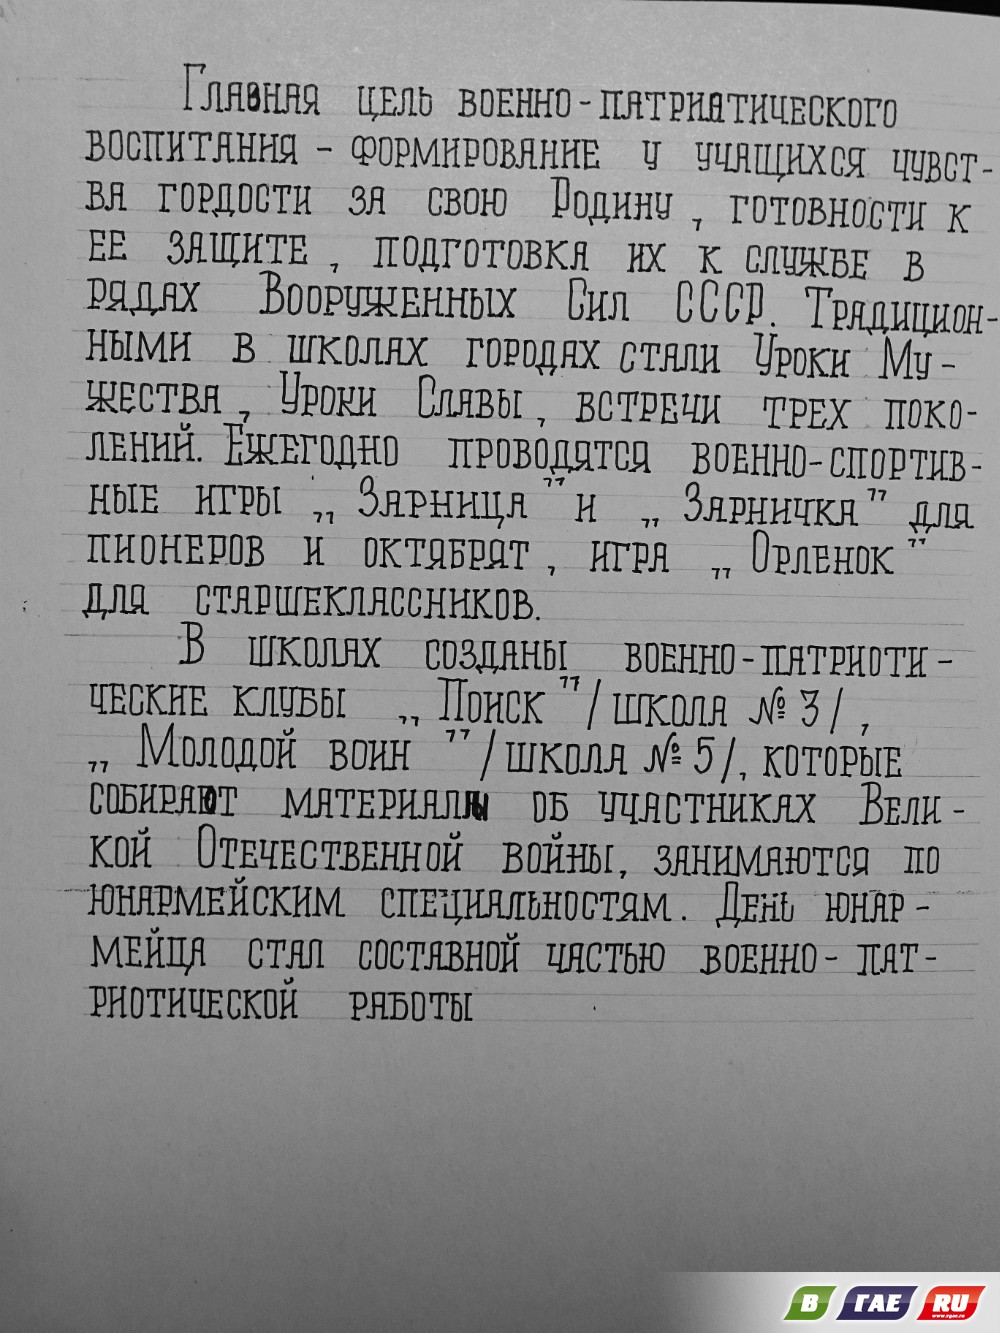 Главная цель военно-патриатического
воспитания – формирование у учащихся чувст-
ва гордости за свою Родину, готовности к
ее защите, подготовка их к службе в
рядах Вооруженных Сил СССР. Традицион-
ными в школах городах стали Уроки Му-
жества, Уроки Славы, встречи трех поко-
лений. Ежегодно проводятся военно-спортив-
ные игры „Зарница” и „Зарничка” для
пионеров и октябрят, игра „Орленок”
для старшеклассников.
В школах созданы военно-патриоти-
ческие клубы „Поиск” /школа № 3/,
„Молодой воин” /школа № 5/, которые
собирают материалы об участниках Вели-
кой Отечественной войны, занимаются по
юнармейским специальностям. День юнар-
мейца стал составной частью военно-пат-
риотической работы
В ГАЕ RU
www.vgae.ru